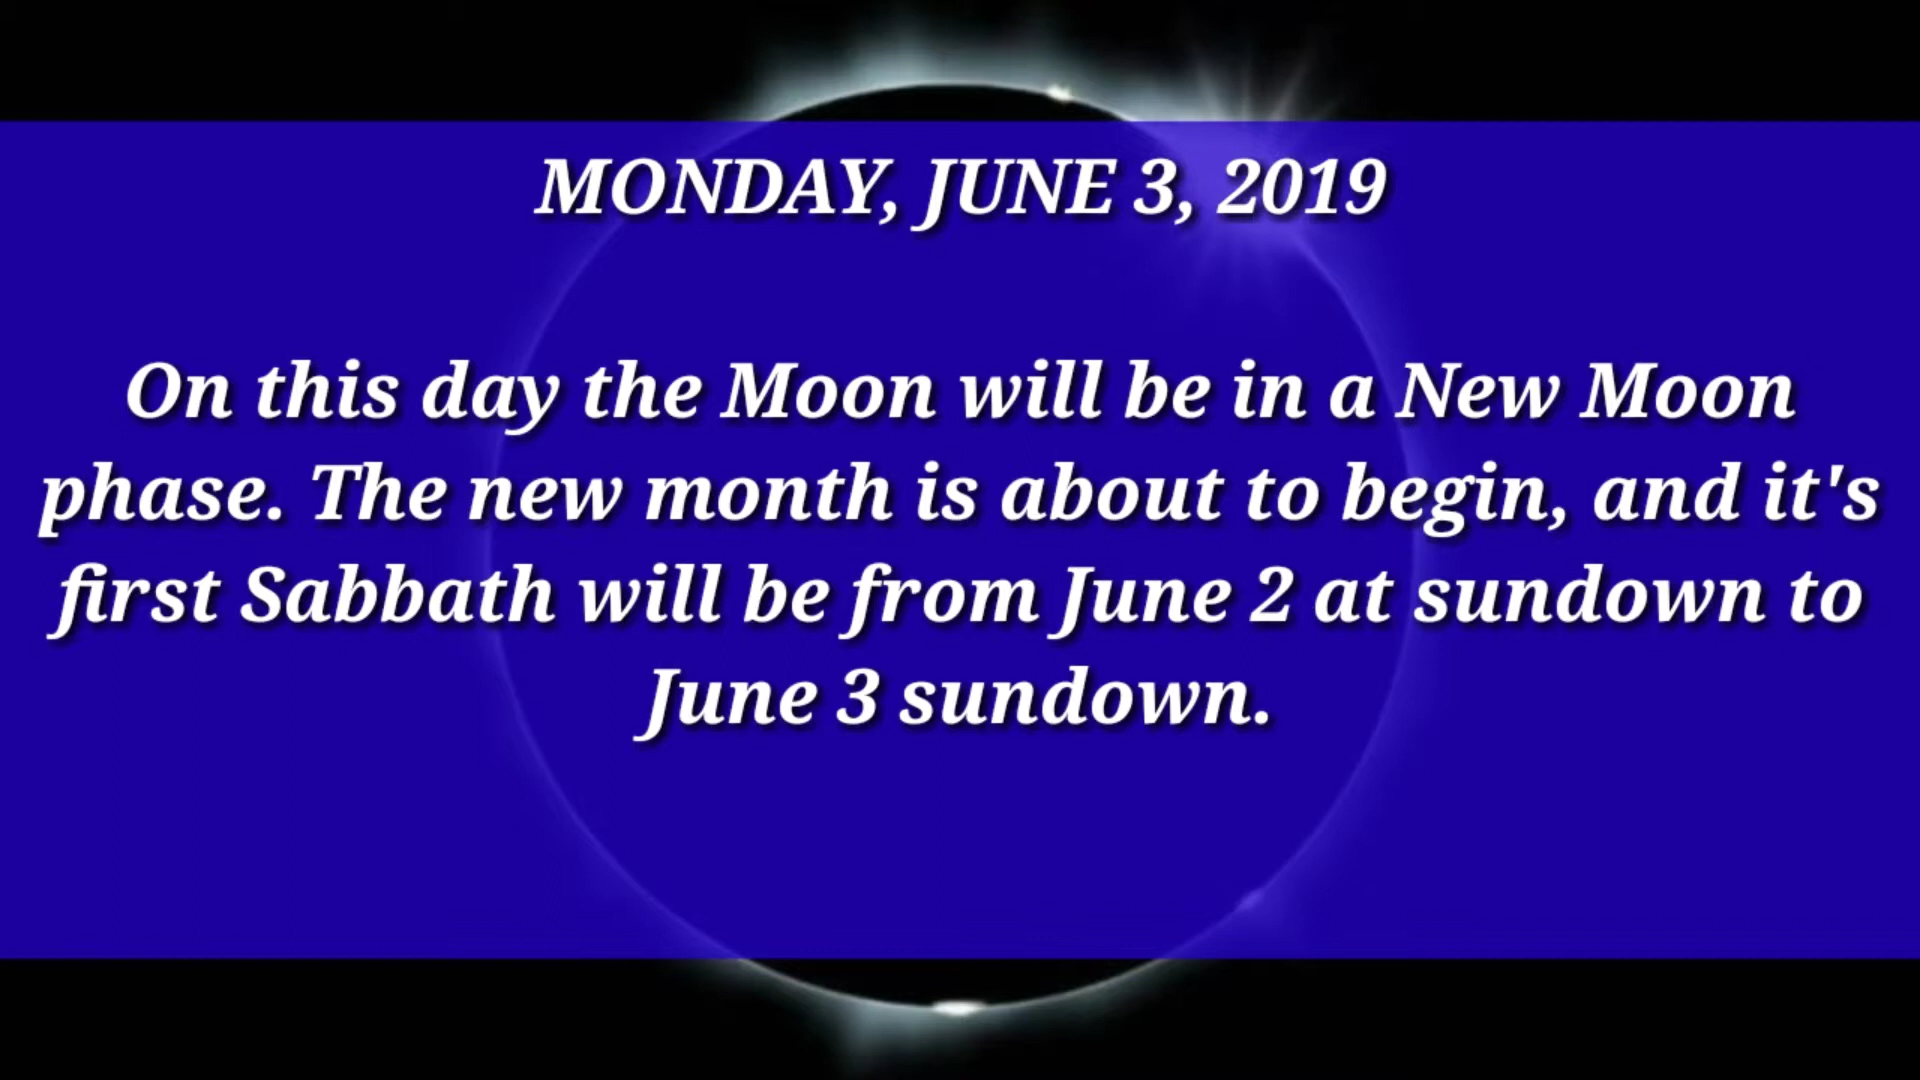 MONDAY, JUNE 3, 2019
On this day the Moon will be in a New Moon
phase. The new month is about to begin, and it's
first Sabbath will be from June 2 at sundown to
June 3 sundown.